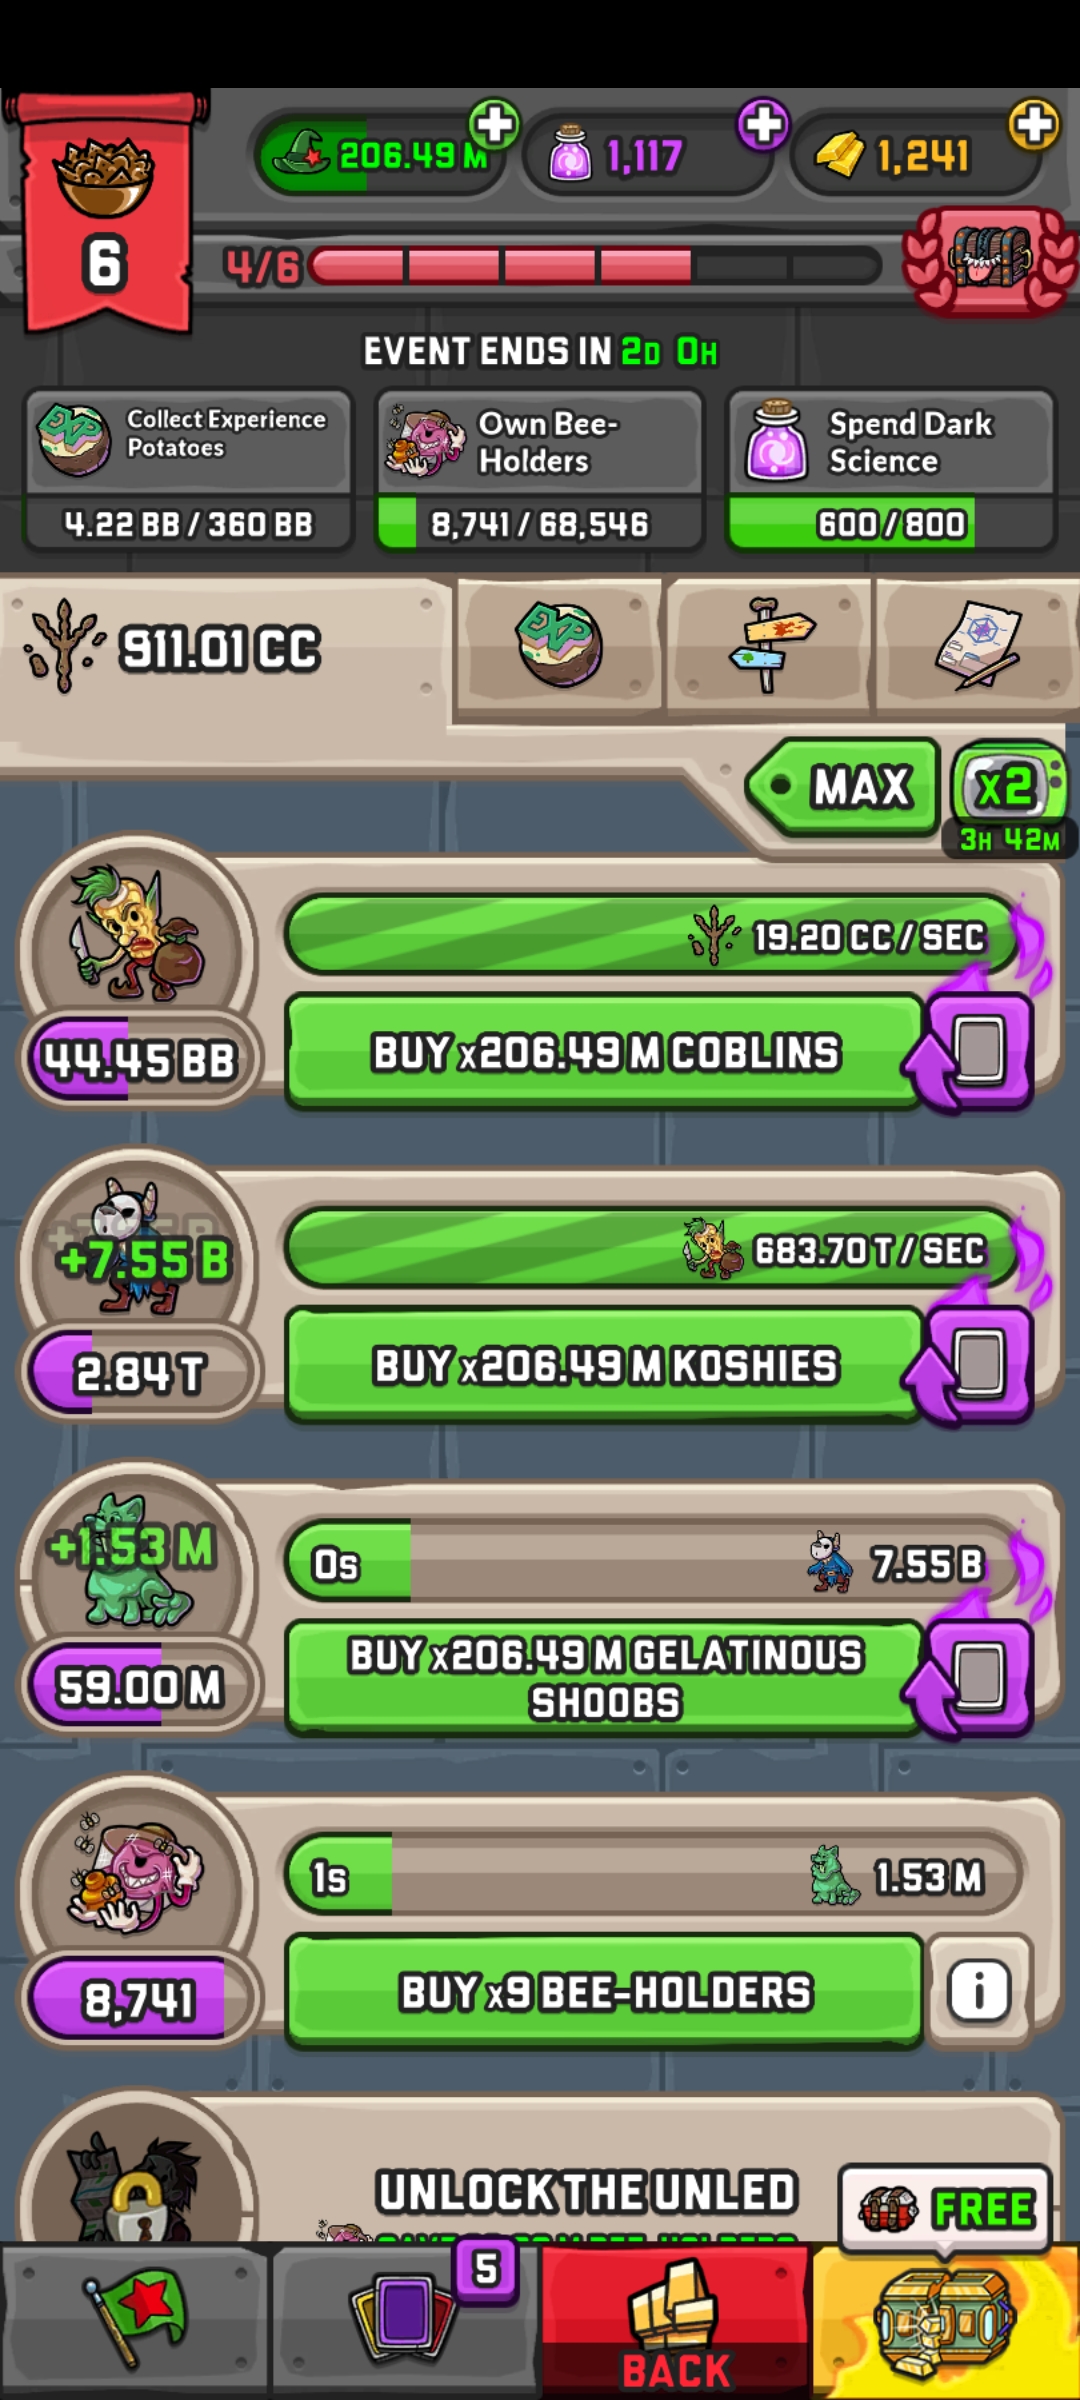 206.49 M
1,117
1,241
6
4/6
EVENT ENDS IN 2D 0H
EXP
Collect Experience
Potatoes
4.22 BB / 360 BB
Own Bee-
Holders
8,741 / 68,546
Spend Dark
Science
600 / 800
911.01 CC
EXP
MAX
x2
3H 42M
19.20 CC / SEC
44.45 BB
BUY x206.49 M COBLINS
+7.55 B
683.70 T / SEC
2.84 T
BUY x206.49 M KOSHIES
+1.53 M
0s
7.55 B
59.00 M
BUY x206.49 M GELATINOUS
SHOOBS
1s
1.53 M
8,741
BUY x9 BEE-HOLDERS
i
UNLOCK THE UNLED
FREE
5
BACK